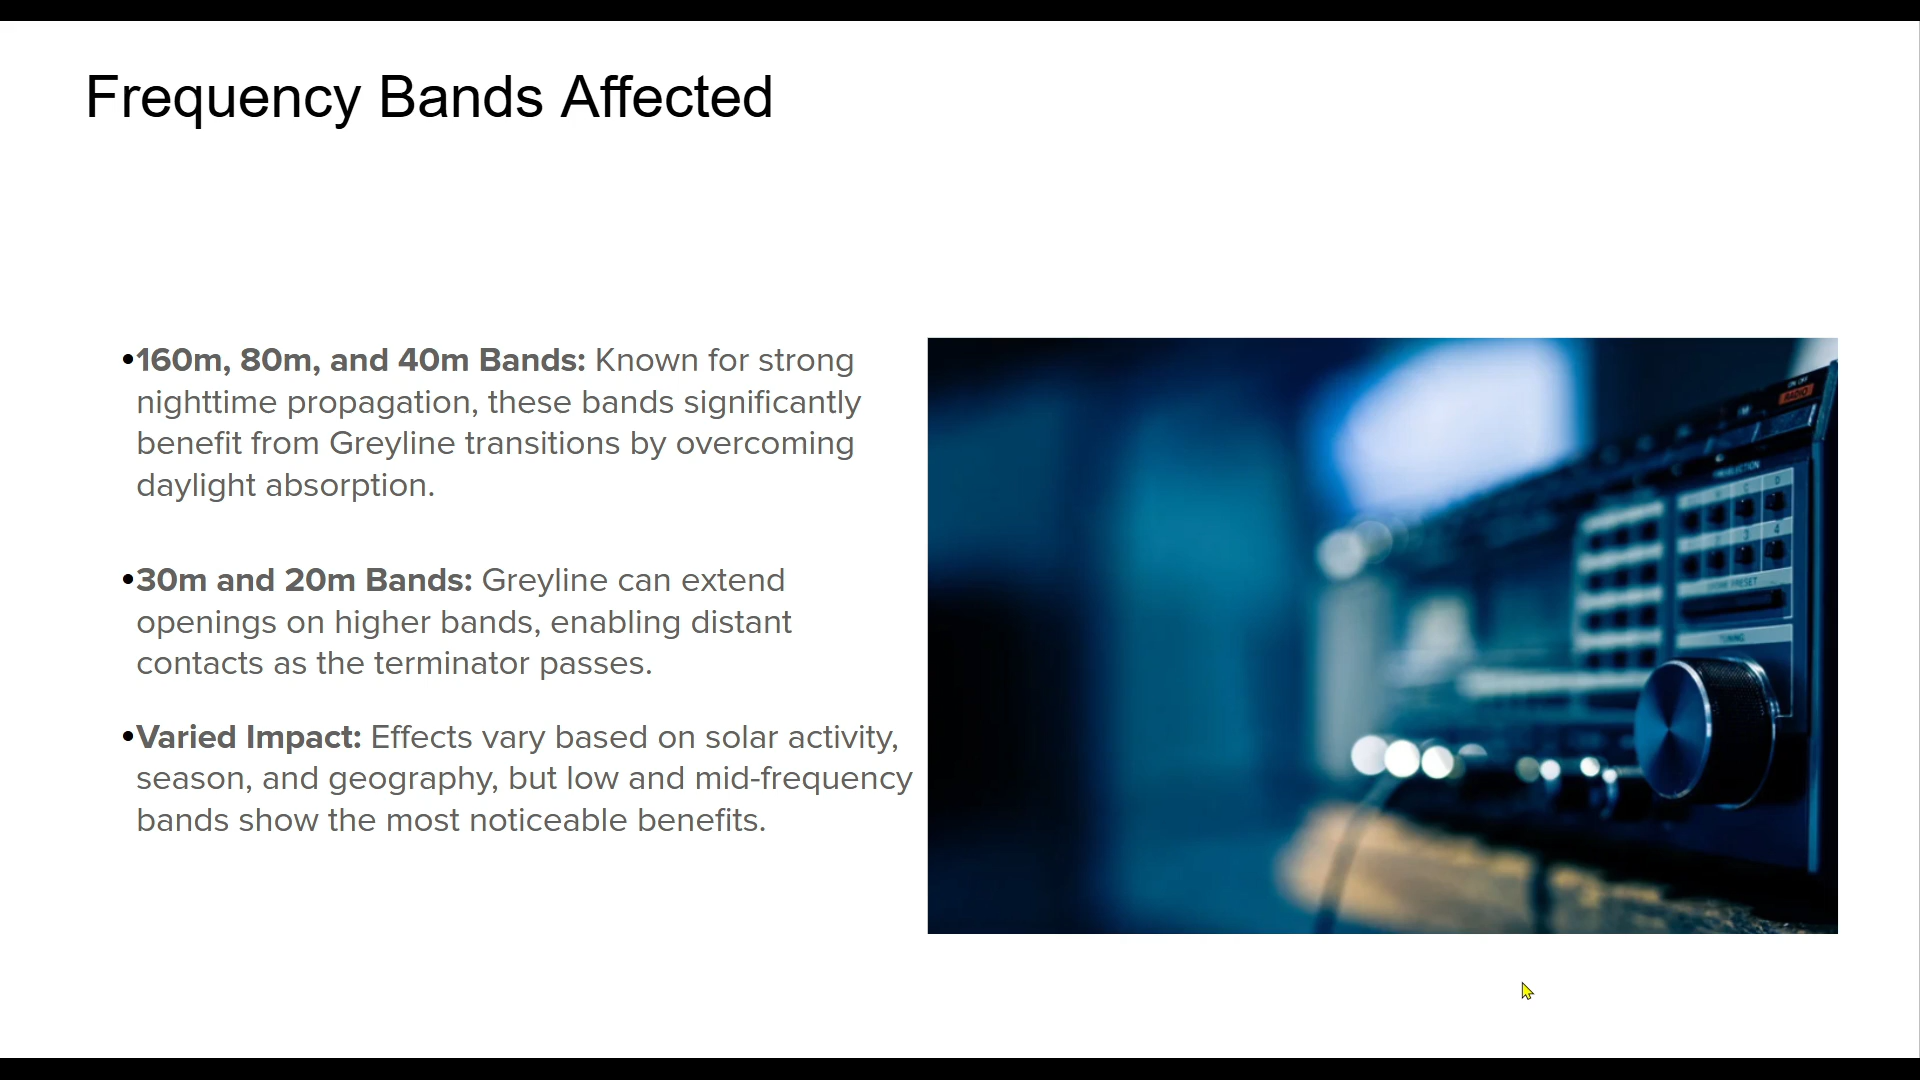 Frequency Bands Affected
•160m, 80m, and 40m Bands: Known for strong
nighttime propagation, these bands significantly
benefit from Greyline transitions by overcoming
daylight absorption.
•30m and 20m Bands: Greyline can extend
openings on higher bands, enabling distant
contacts as the terminator passes.
•Varied Impact: Effects vary based on solar activity,
season, and geography, but low and mid-frequency
bands show the most noticeable benefits.
RADIO
TUNING